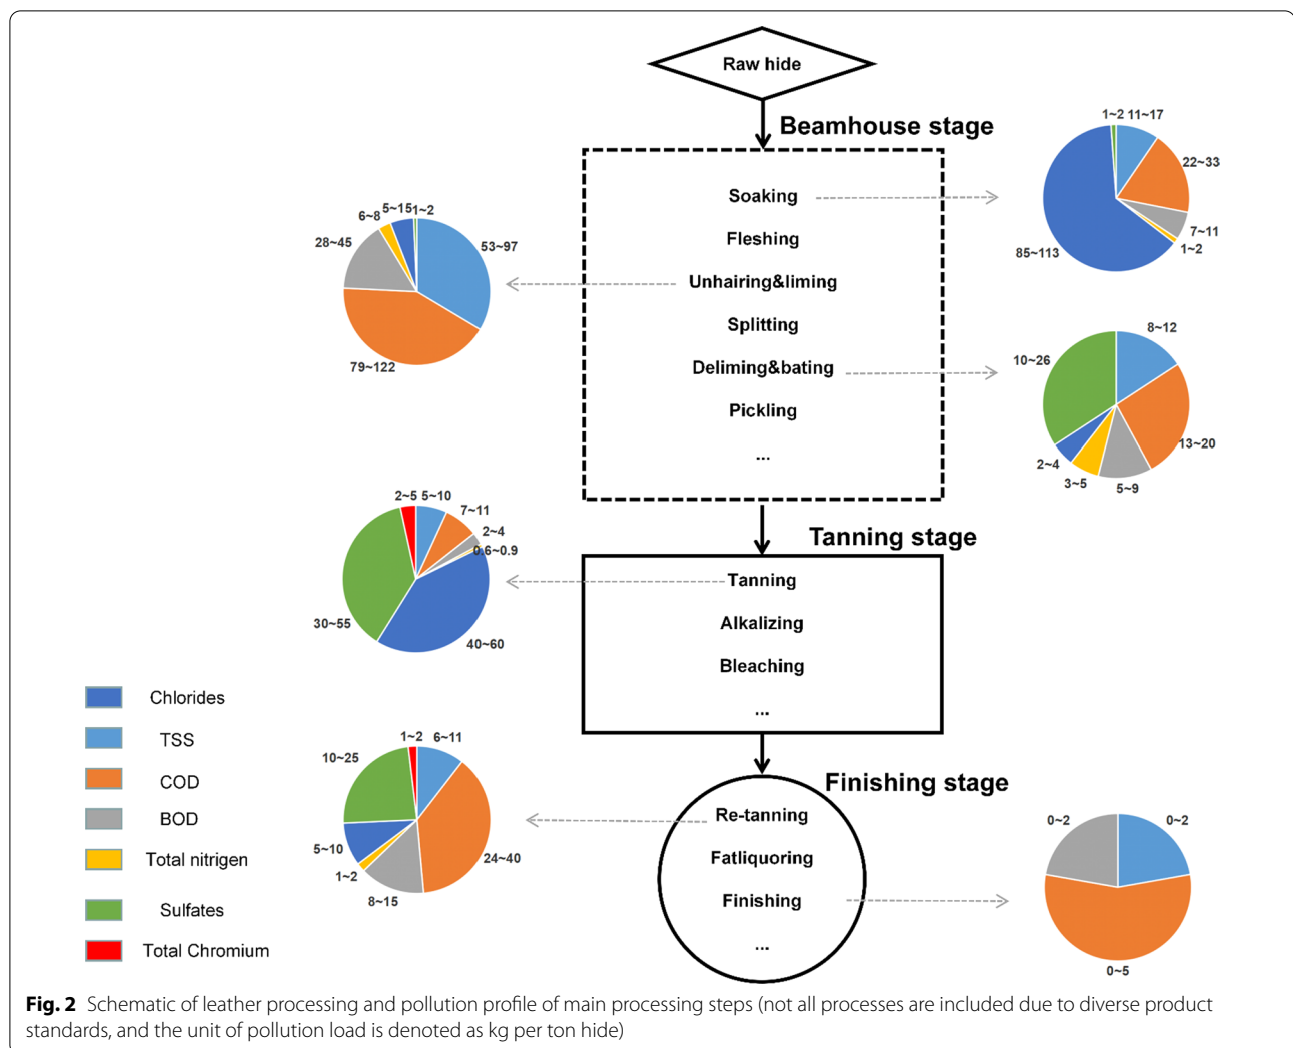 Raw hide
Beamhouse stage
Soaking
Fleshing
Unhairing&liming
Splitting
Deliming&bating
Pickling
...
1~2 11~17
22~33
7~11
1~2
85~113
6~8 5~15 1~2
53~97
28~45
79~122
8~12
10~26
13~20
2~4
3~5
5~9
Tanning stage
Tanning
Alkalizing
Bleaching
...
2~5 5~10
7~11
2~4
0.6~0.9
30~55
40~60
Finishing stage
Re-tanning
Fatliquoring
Finishing
...
1~2 6~11
10~25
24~40
5~10
1~2
8~15
0~2 0~2
0~5
Chlorides
TSS
COD
BOD
Total nitrigen
Sulfates
Total Chromium
Fig. 2 Schematic of leather processing and pollution profile of main processing steps (not all processes are included due to diverse product
standards, and the unit of pollution load is denoted as kg per ton hide)